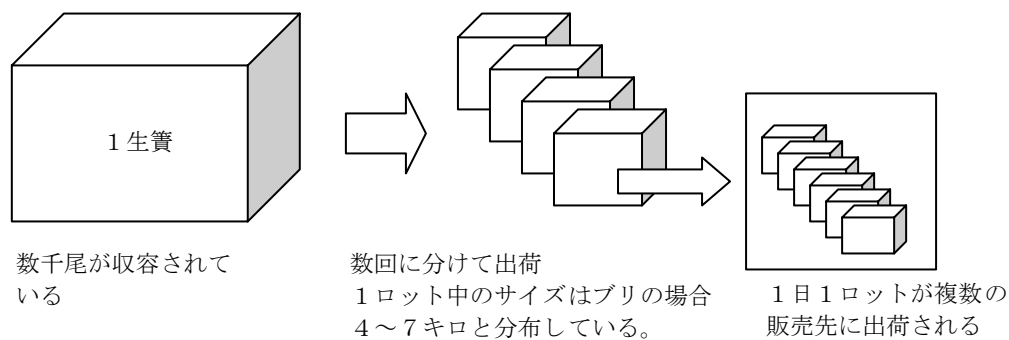 1生簀
数千尾が収容されて
いる
数回に分けて出荷
１ロット中のサイズはブリの場合
４～７キロと分布している。
１日１ロットが複数の
販売先に出荷される